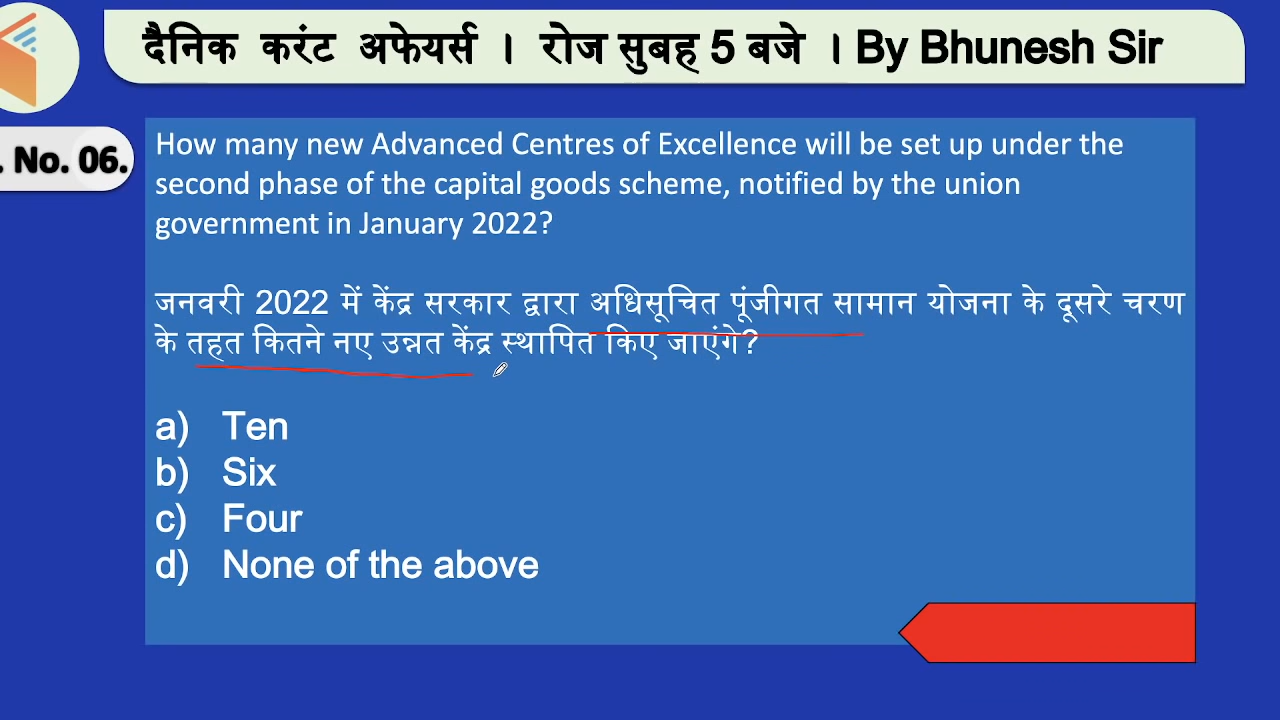 दैनिक करंट अफेयर्स । रोज सुबह 5 बजे । By Bhunesh Sir
. No. 06.
How many new Advanced Centres of Excellence will be set up under the
second phase of the capital goods scheme, notified by the union
government in January 2022?
जनवरी 2022 में केंद्र सरकार द्वारा अधिसूचित पूंजीगत सामान योजना के दूसरे चरण
के तहत कितने नए उन्नत केंद्र स्थापित किए जाएंगे?
a) Ten
b) Six
c) Four
d) None of the above